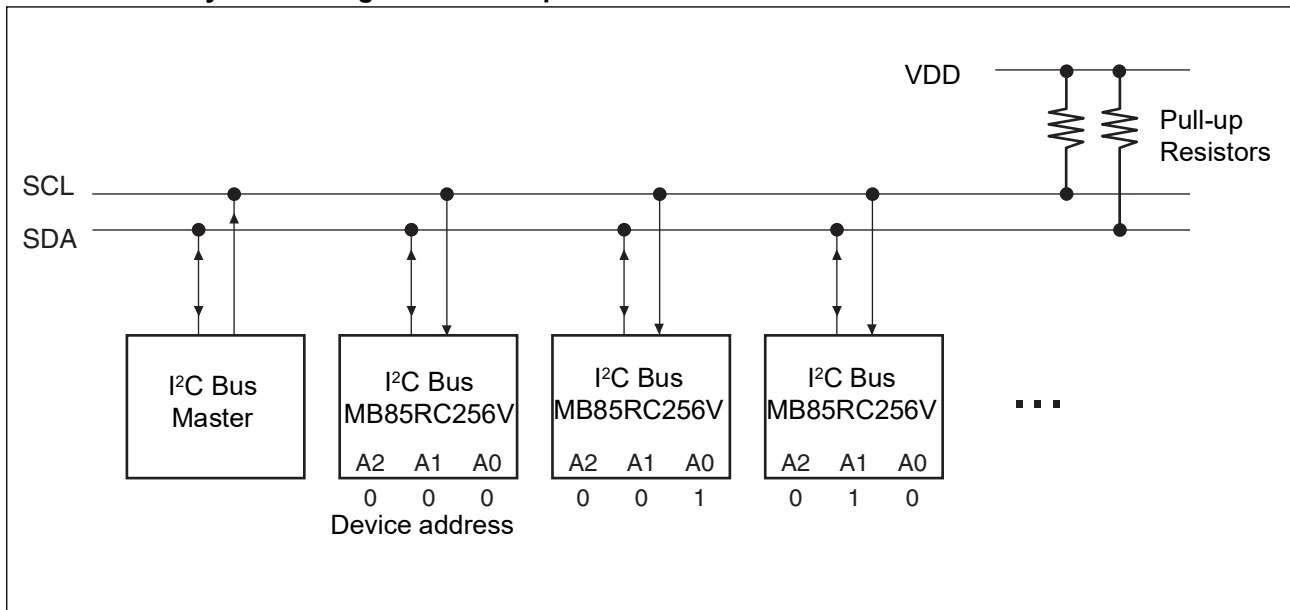 VDD
Pull-up
Resistors
SCL
SDA
I²C Bus
Master
I²C Bus
MB85RC256V
A2 A1 A0
0 0 0
Device address
I²C Bus
MB85RC256V
A2 A1 A0
0 0 1
I²C Bus
MB85RC256V
A2 A1 A0
0 1 0
...